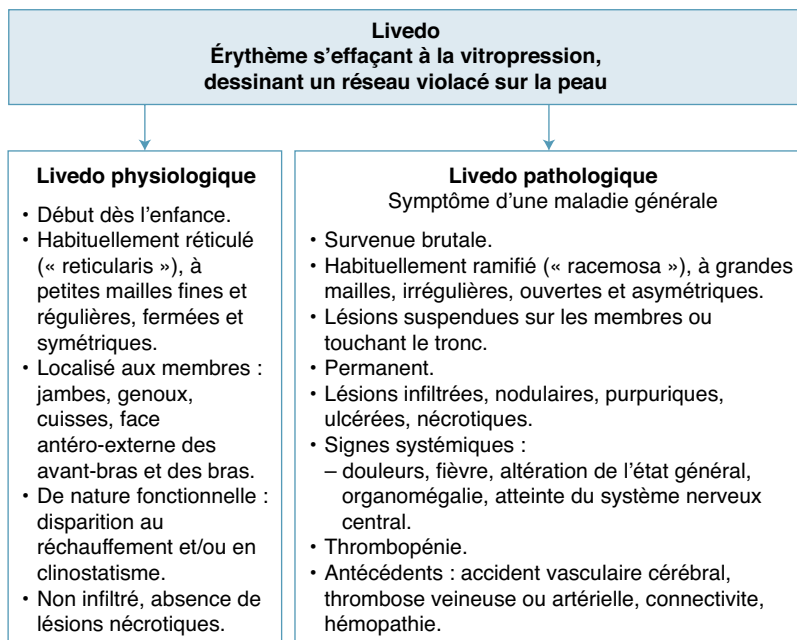 Livedo
Érythème s’effaçant à la vitropression,
dessinant un réseau violacé sur la peau
Livedo physiologique
• Début dès l’enfance.
• Habituellement réticulé
(« reticularis »), à
petites mailles fines et
régulières, fermées et
symétriques.
• Localisé aux membres :
jambes, genoux,
cuisses, face
antéro-externe des
avant-bras et des bras.
• De nature fonctionnelle :
disparition au
réchauffement et/ou en
clinostatisme.
• Non infiltré, absence de
lésions nécrotiques.
Livedo pathologique
Symptôme d’une maladie générale
• Survenue brutale.
• Habituellement ramifié (« racemosa »), à grandes
mailles, irrégulières, ouvertes et asymétriques.
• Lésions suspendues sur les membres ou
touchant le tronc.
• Permanent.
• Lésions infiltrées, nodulaires, purpuriques,
ulcérées, nécrotiques.
• Signes systémiques :
– douleurs, fièvre, altération de l’état général,
organomégalie, atteinte du système nerveux
central.
• Thrombopénie.
• Antécédents : accident vasculaire cérébral,
thrombose veineuse ou artérielle, connectivite,
hémopathie.